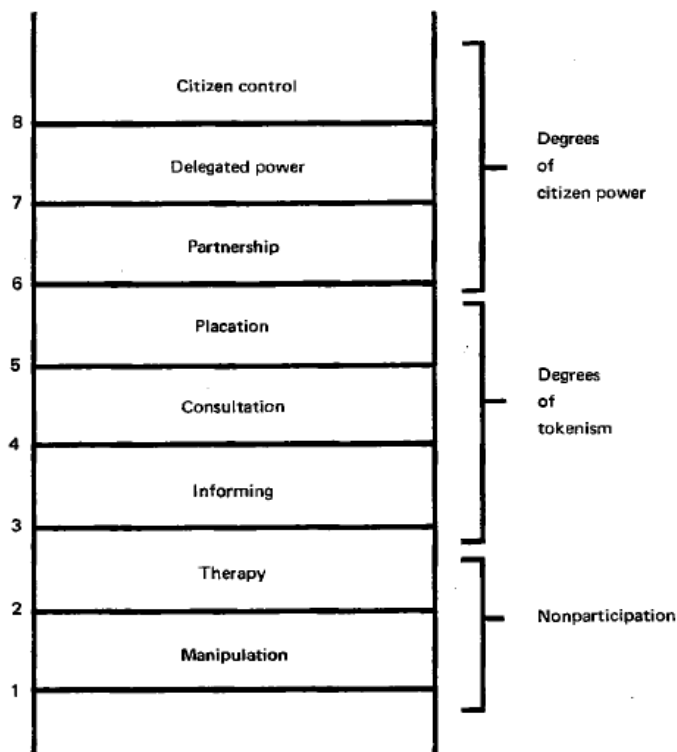 Citizen control
8
Delegated power
7
Partnership
6
Placation
5
Consultation
4
Informing
3
Therapy
2
Manipulation
1
Degrees
of
citizen power
Degrees
of
tokenism
Nonparticipation